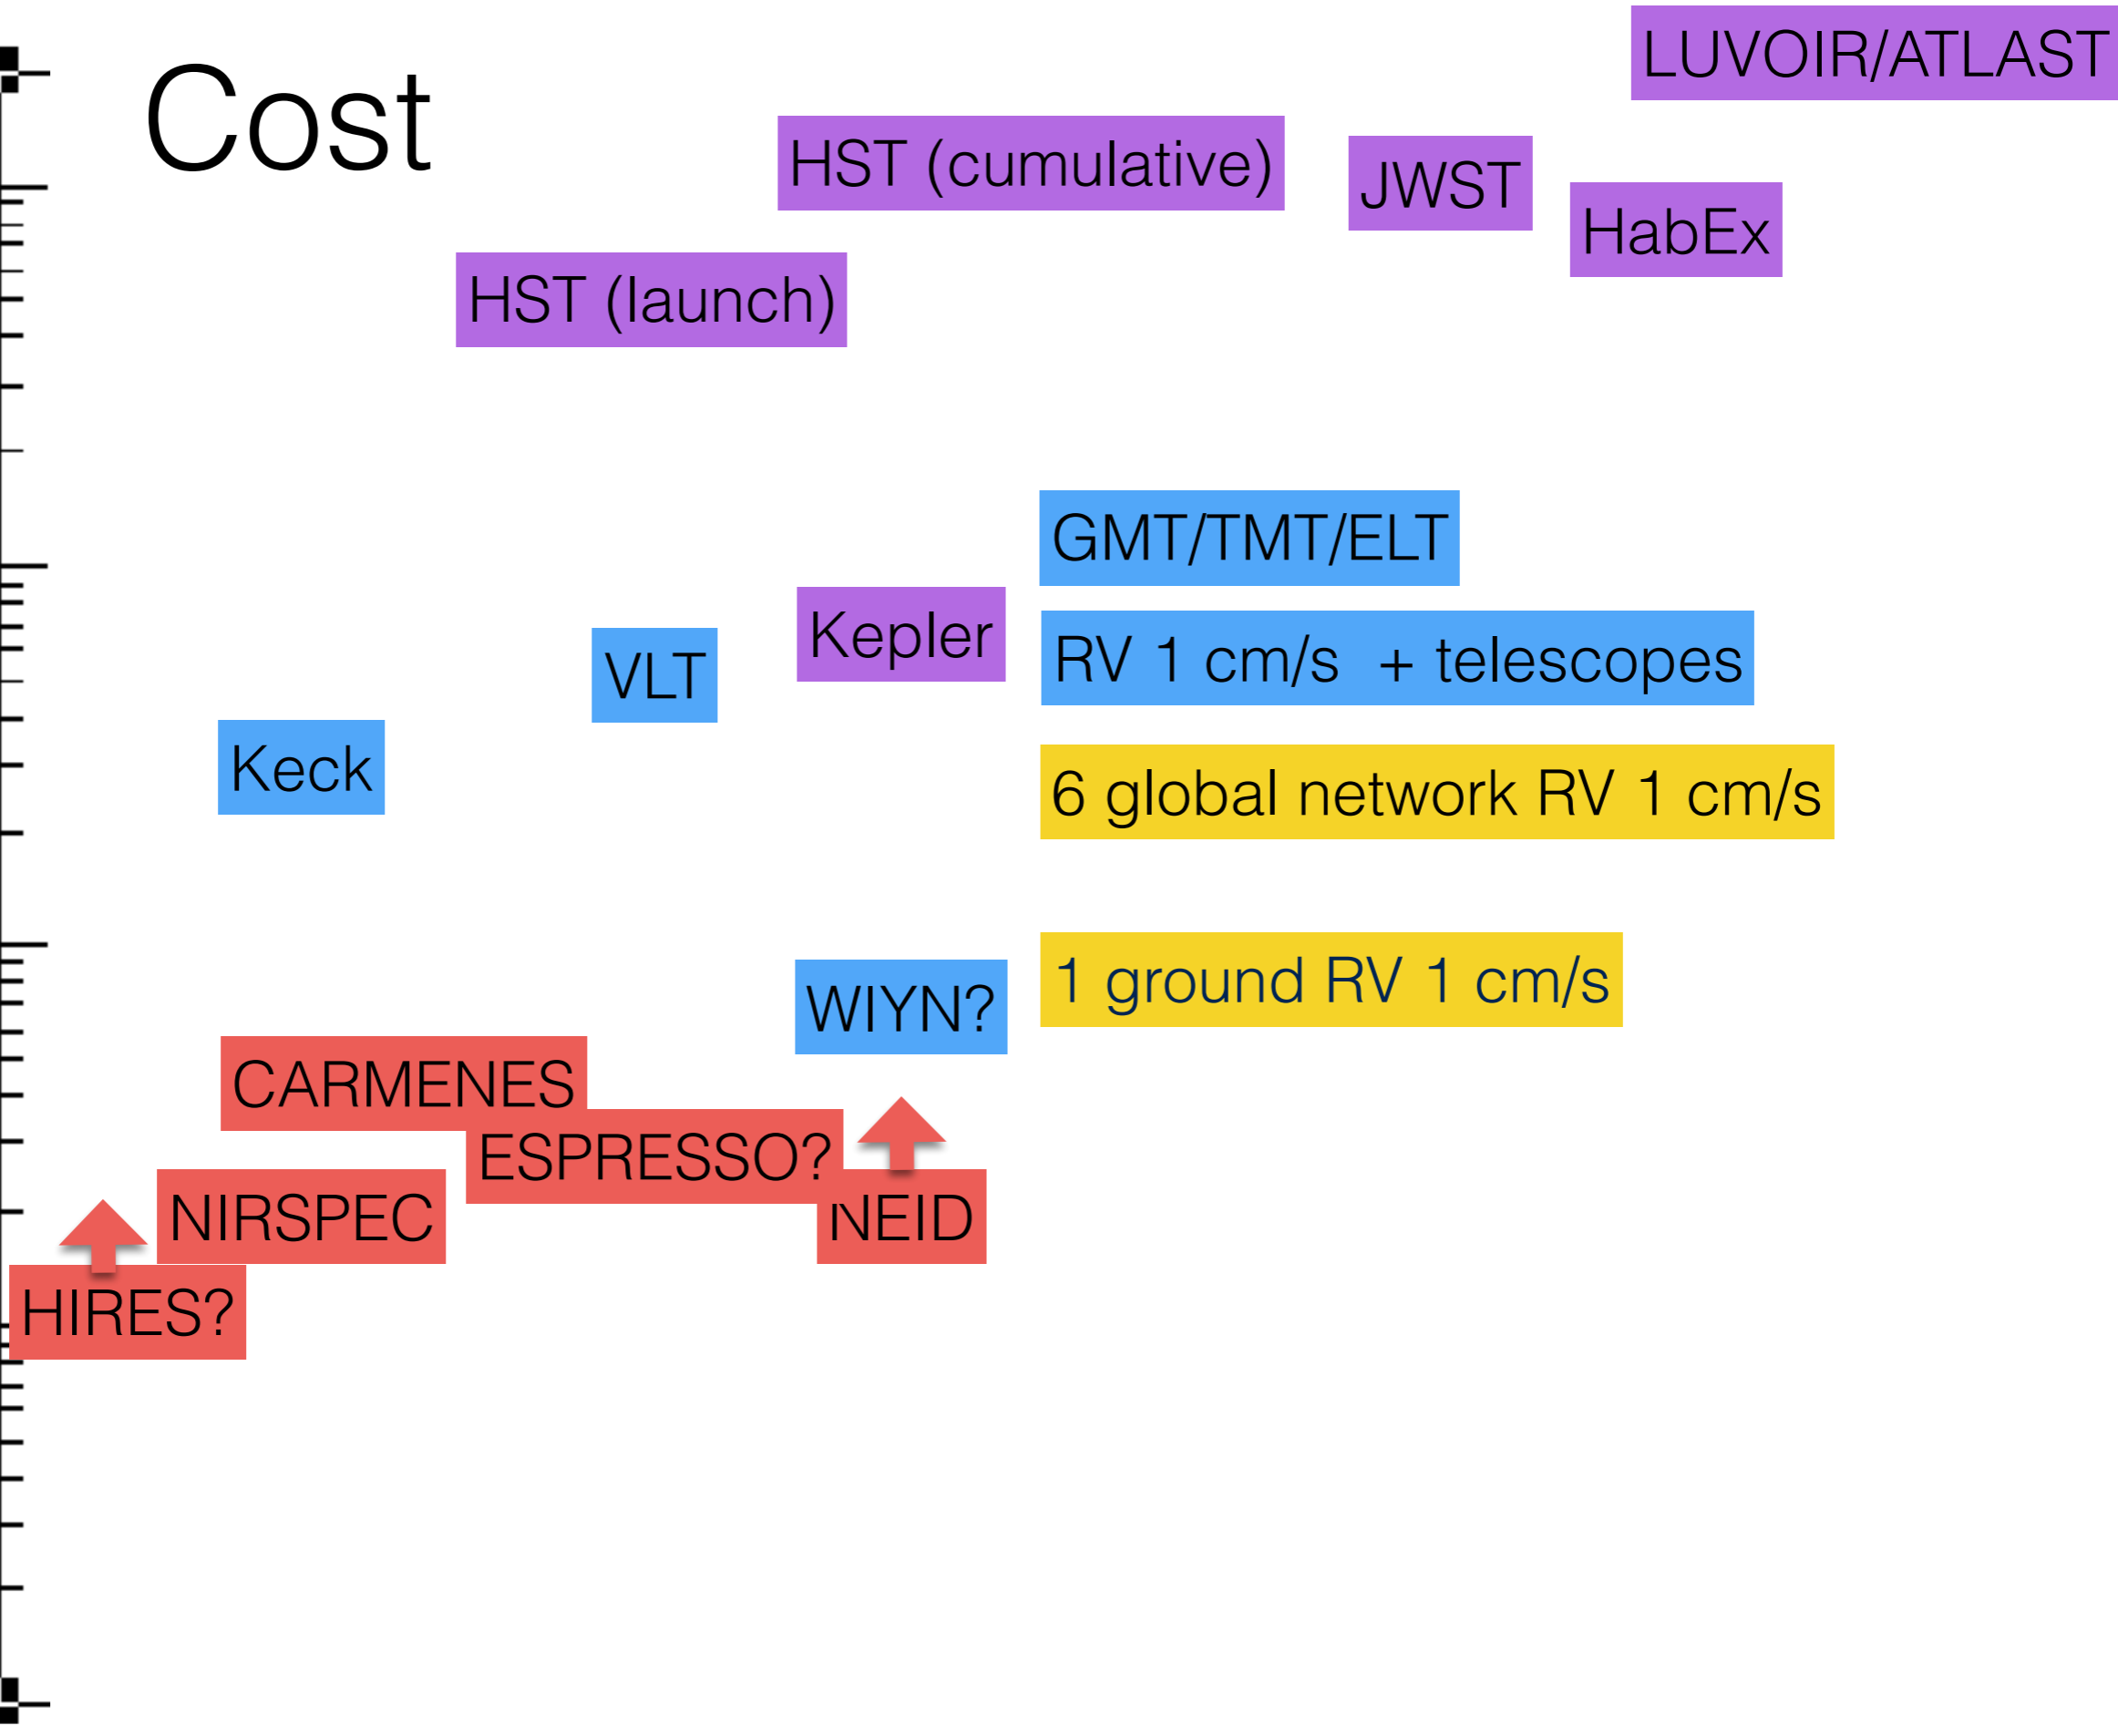 Cost
LUVOIR/ATLAST
HST (cumulative)
JWST
HabEx
HST (launch)
GMT/TMT/ELT
Kepler
RV 1 cm/s + telescopes
VLT
Keck
6 global network RV 1 cm/s
1 ground RV 1 cm/s
WIYN?
CARMENES
ESPRESSO?
NIRSPEC
NEID
HIRES?